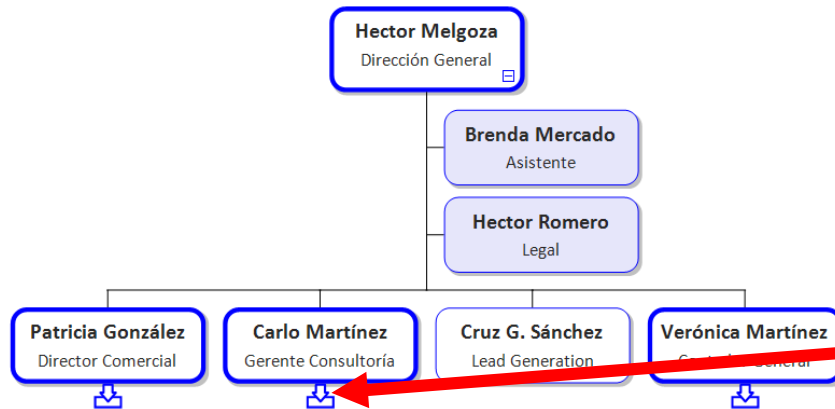 Hector Melgoza
Dirección General
Brenda Mercado
Asistente
Hector Romero
Legal
Patricia González
Director Comercial
Carlo Martínez
Gerente Consultoría
Cruz G. Sánchez
Lead Generation
Verónica Martínez
General